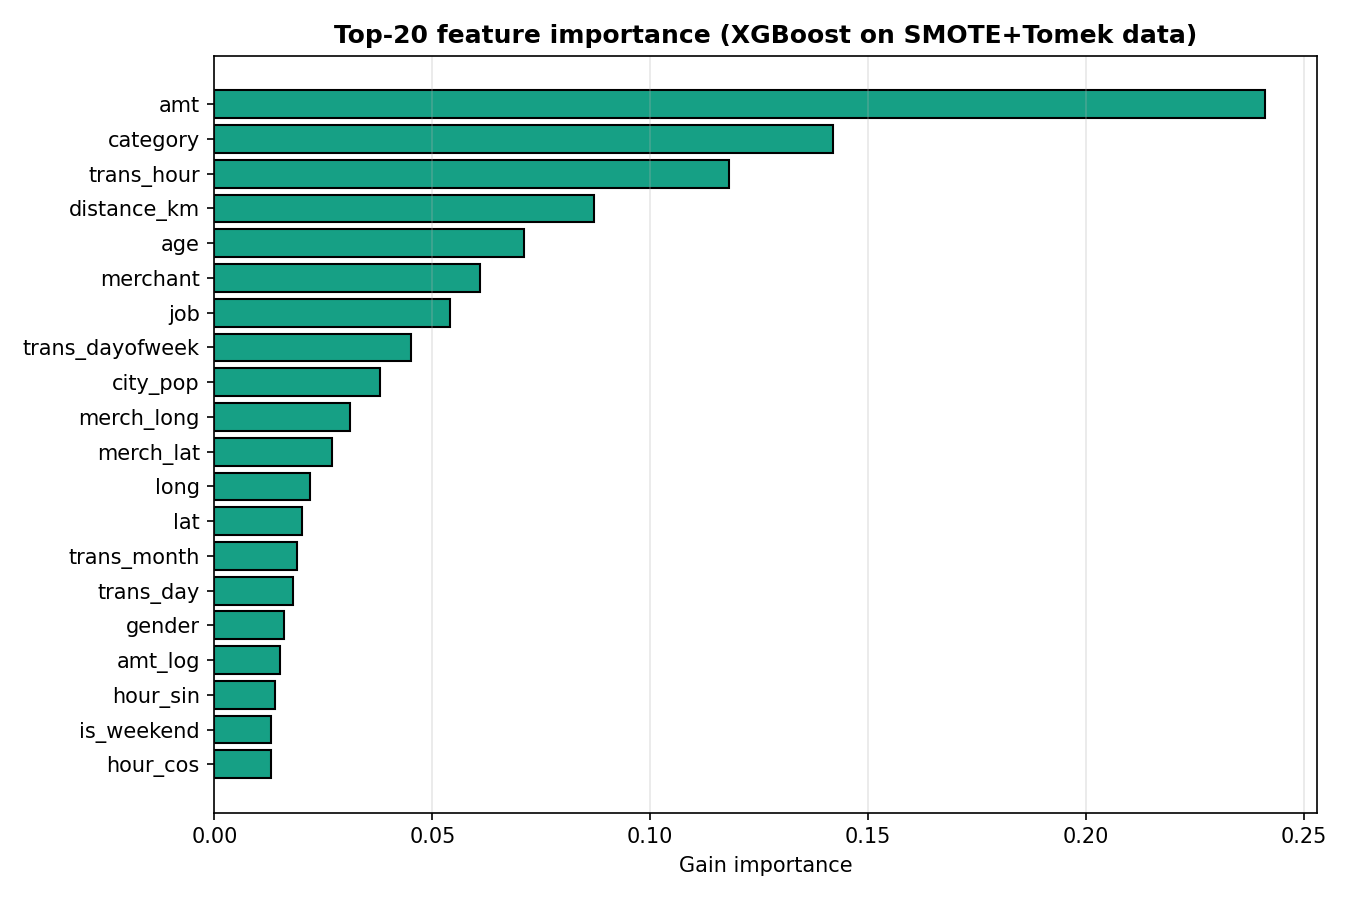 Top-20 feature importance (XGBoost on SMOTE+Tomek data)
amt
category
trans_hour
distance_km
age
merchant
job
trans_dayofweek
city_pop
merch_long
merch_lat
long
lat
trans_month
trans_day
gender
amt_log
hour_sin
is_weekend
hour_cos
0.00 0.05 0.10 0.15 0.20 0.25
Gain importance